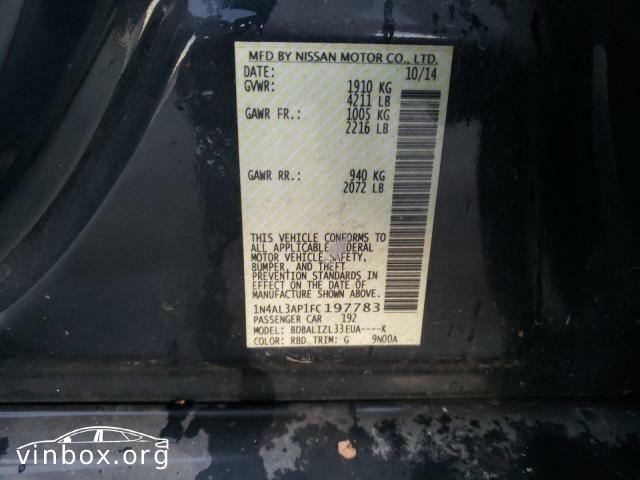 MFD BY NISSAN MOTOR CO., LTD.
DATE: 10/14
GVWR: 1910 KG
4211 LB
GAWR FR.: 1005 KG
2216 LB
GAWR RR.: 940 KG
2072 LB
THIS VEHICLE CONFORMS TO
ALL APPLICABLE FEDERAL
MOTOR VEHICLE SAFETY,
BUMPER, AND THEFT
PREVENTION STANDARDS IN
EFFECT ON THE DATE OF
MANUFACTURE SHOWN ABOVE.
1N4AL3AP1FC197783
PASSENGER CAR 192
MODEL: BDBALIZL33EUA----K
COLOR: RBD TRIM: G 9N00A
vinbox.org